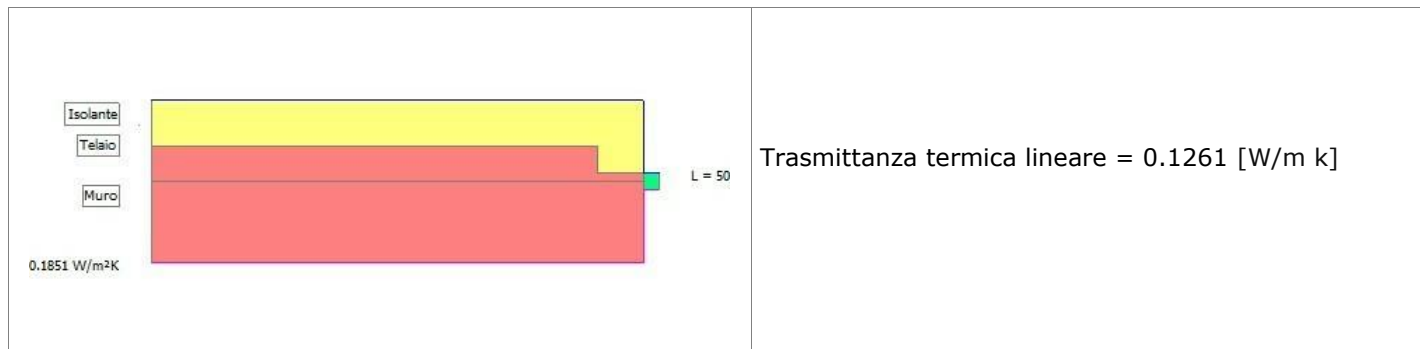 Isolante
Telaio
L = 50
Muro
0.1851 W/m²K
Trasmittanza termica lineare = 0.1261 [W/m k]